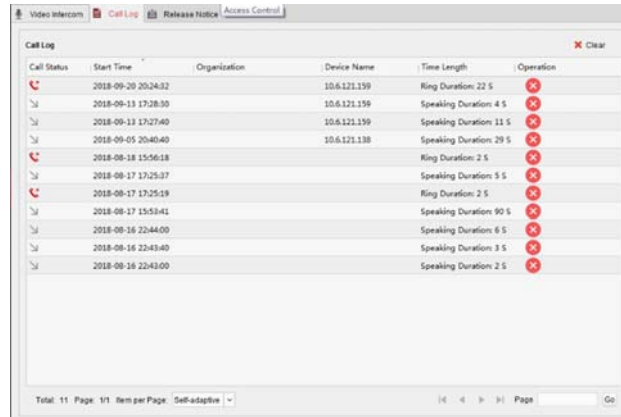 Video Intercom Call Log Release Notice Access Control
Call Log Clear
Call Status Start Time Organization Device Name Time Length Operation
2018-09-20 20:24:32 10.6.121.159 Ring Duration: 22 S
2018-09-13 17:28:30 10.6.121.159 Speaking Duration: 4 S
2018-09-13 17:27:40 10.6.121.159 Speaking Duration: 11 S
2018-09-05 20:40:40 10.6.121.138 Speaking Duration: 29 S
2018-08-18 15:56:18 Ring Duration: 2 S
2018-08-17 17:25:37 Speaking Duration: 5 S
2018-08-17 17:25:19 Ring Duration: 2 S
2018-08-17 15:53:41 Speaking Duration: 90 S
2018-08-16 22:44:00 Speaking Duration: 6 S
2018-08-16 22:43:40 Speaking Duration: 3 S
2018-08-16 22:43:00 Speaking Duration: 2 S
Total: 11 Page: 1/1 Item per Page: Self-adaptive Page Go